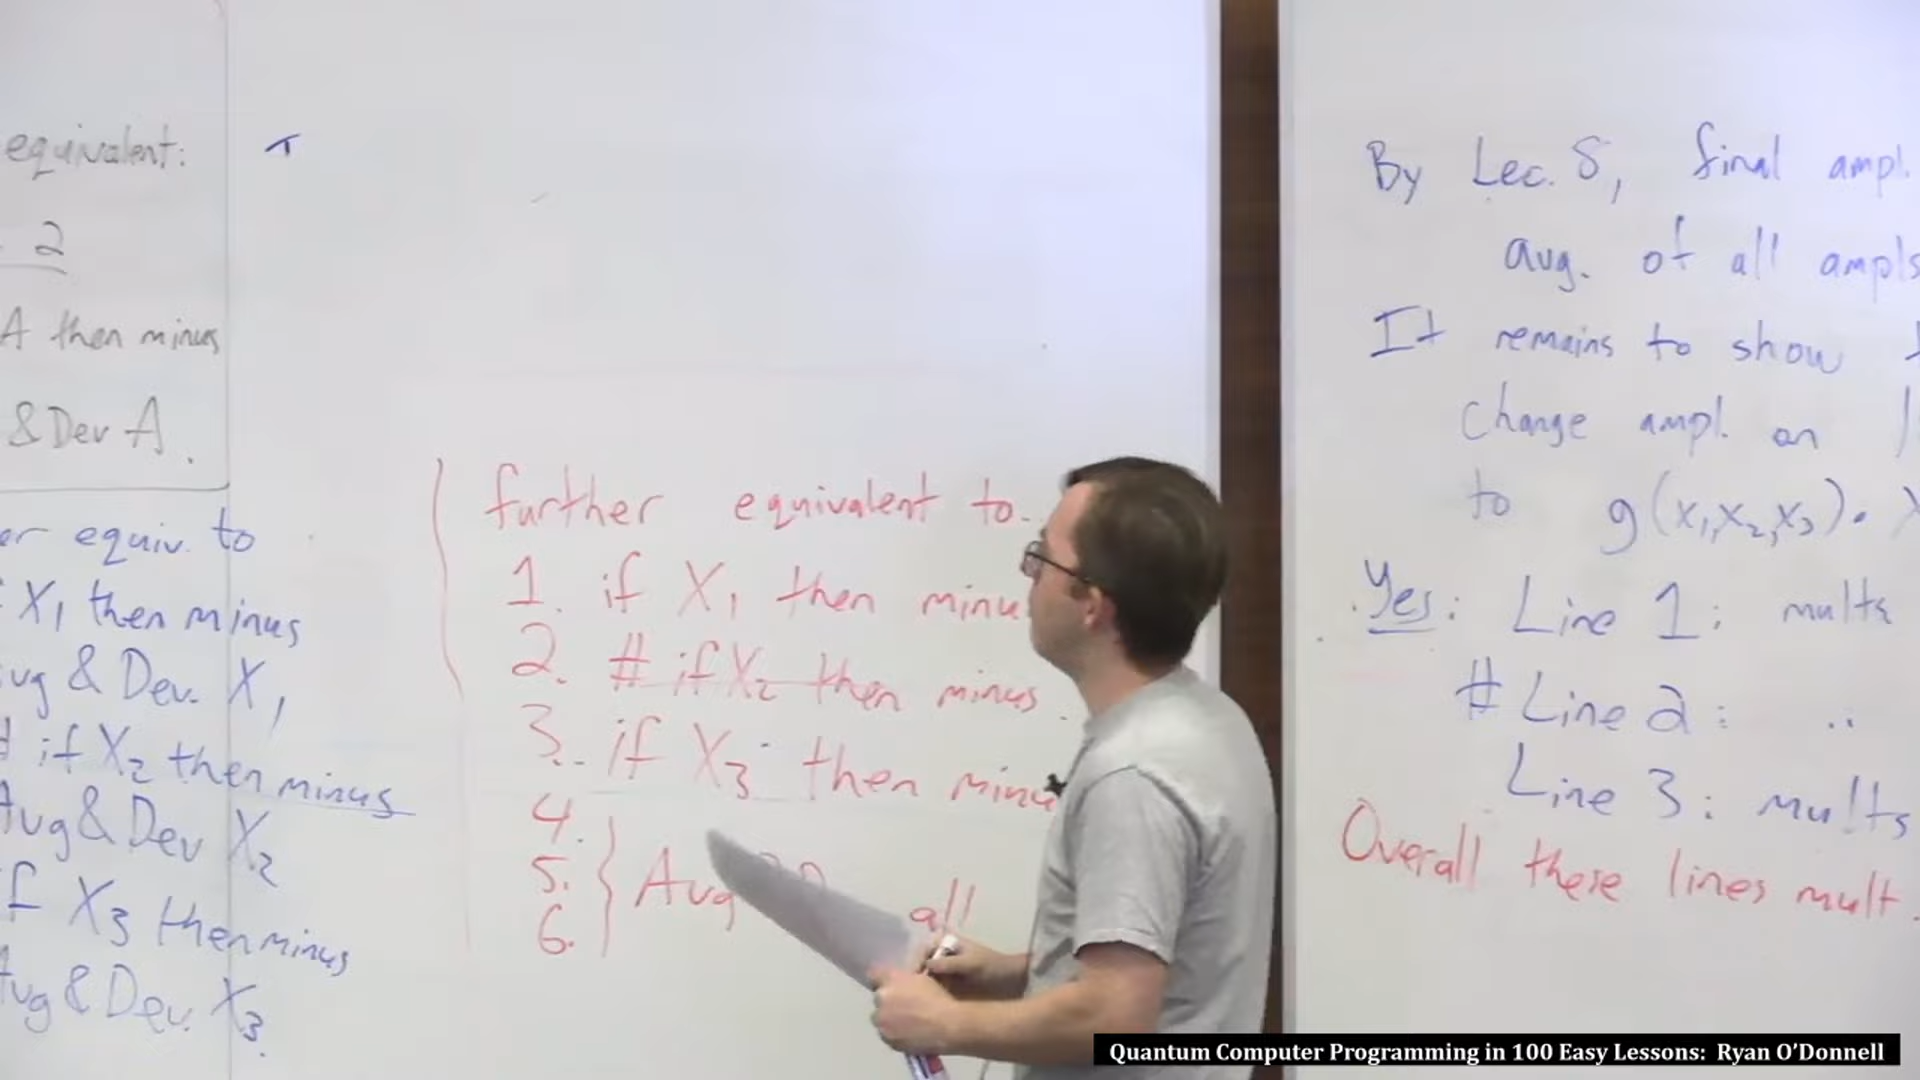 equivalent:
2
A then minus
& Dev A.
equiv. to
X₁ then minus
& Dev. X₁
if X₂ then minus
Avg & Dev X₂
X₃ then minus
& Dev. X₃.
further equivalent to.
1. if X₁ then minu
2. # if X₂ then minus.
3. if X₃ then minu
4.
5. Avg all
6.
By Lec. 8, final ampl.
avg. of all ampls
It remains to show
change ampl. on
to g(x₁,x₂,x₃).
Yes: Line 1: mults
# Line 2: ..
Line 3: mults
Overall these lines mult.
Quantum Computer Programming in 100 Easy Lessons: Ryan O'Donnell